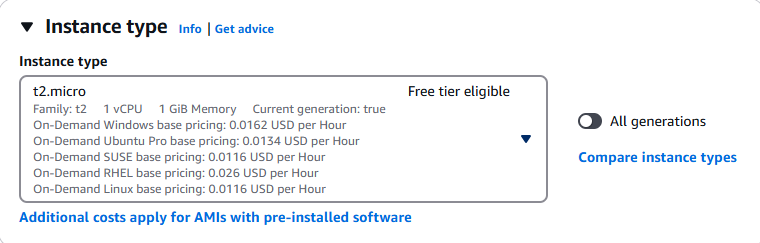 Instance type Info | Get advice
Instance type
t2.micro Free tier eligible
Family: t2 1 vCPU 1 GiB Memory Current generation: true
On-Demand Windows base pricing: 0.0162 USD per Hour
On-Demand Ubuntu Pro base pricing: 0.0134 USD per Hour
On-Demand SUSE base pricing: 0.0116 USD per Hour
On-Demand RHEL base pricing: 0.026 USD per Hour
On-Demand Linux base pricing: 0.0116 USD per Hour
All generations
Compare instance types
Additional costs apply for AMIs with pre-installed software